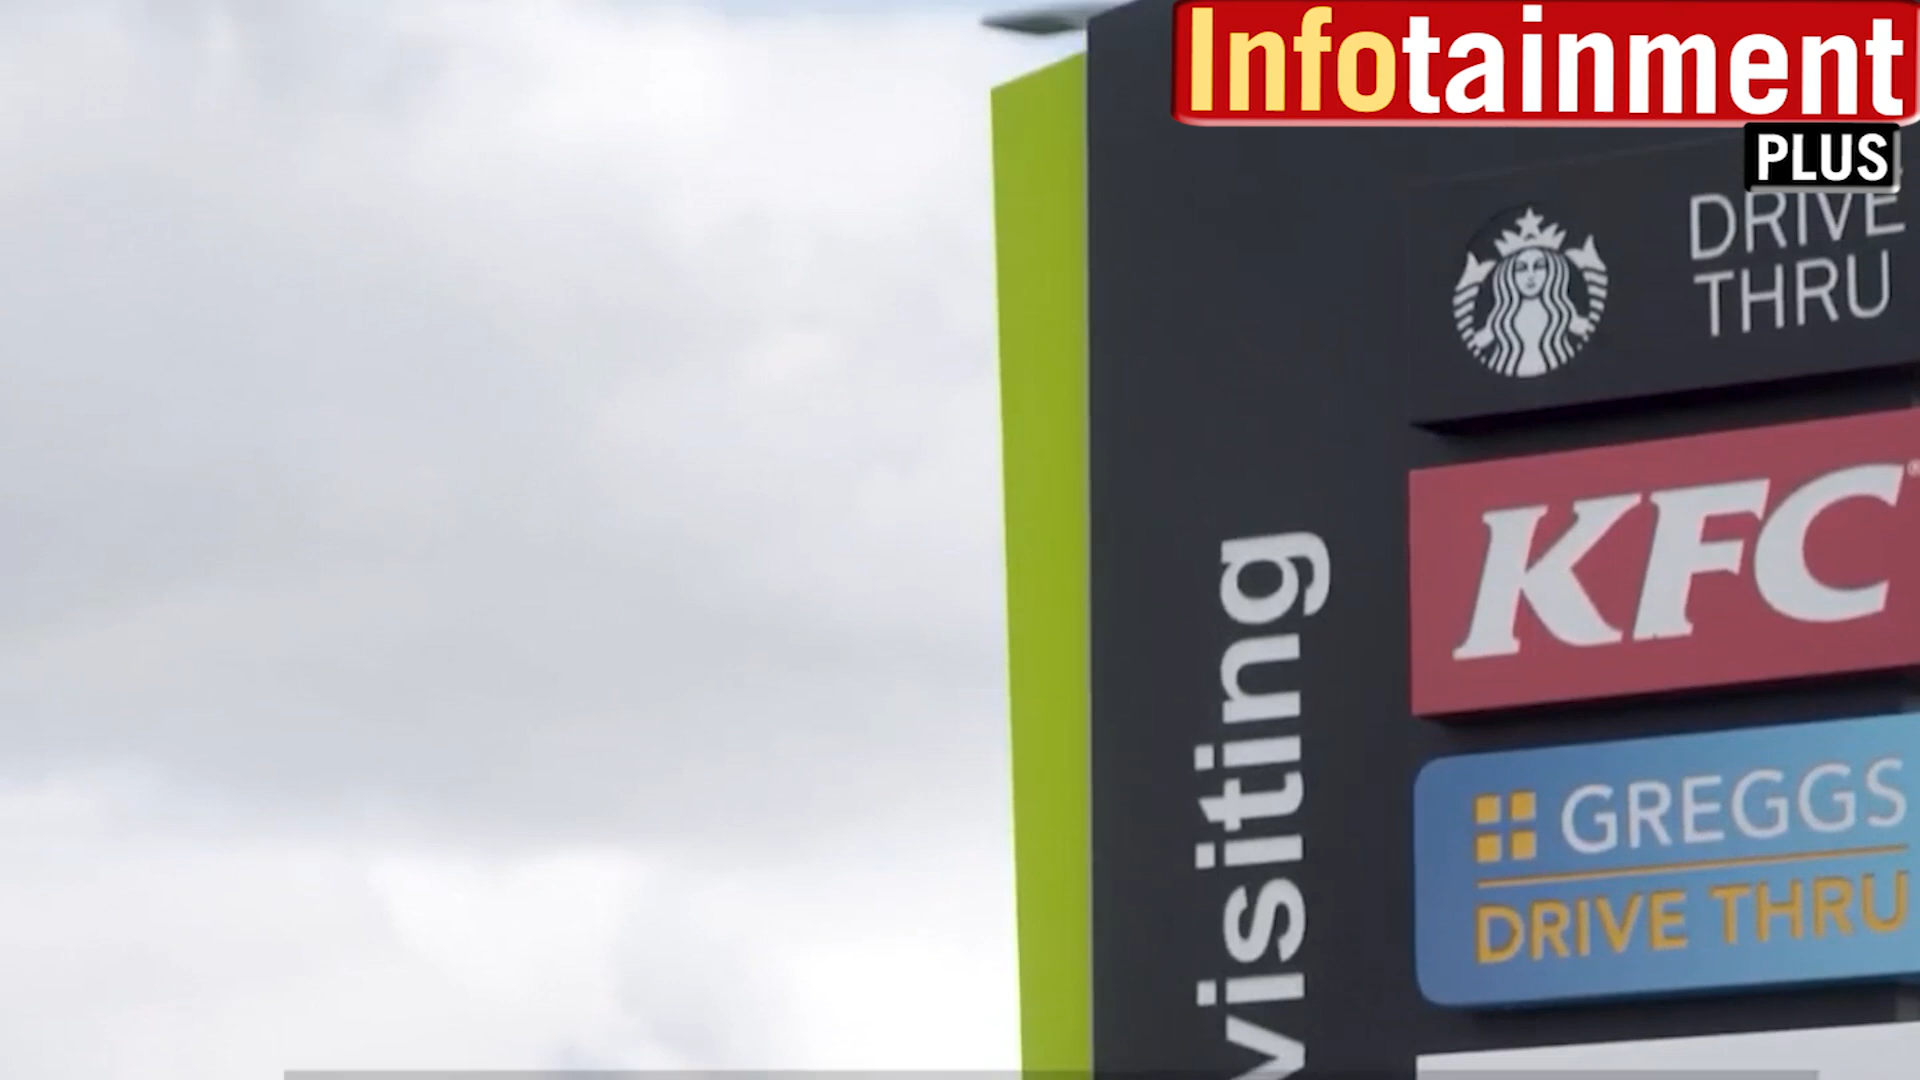 Infotainment
PLUS
DRIVE
THRU
KFC
GREGGS
DRIVE THRU
visiting